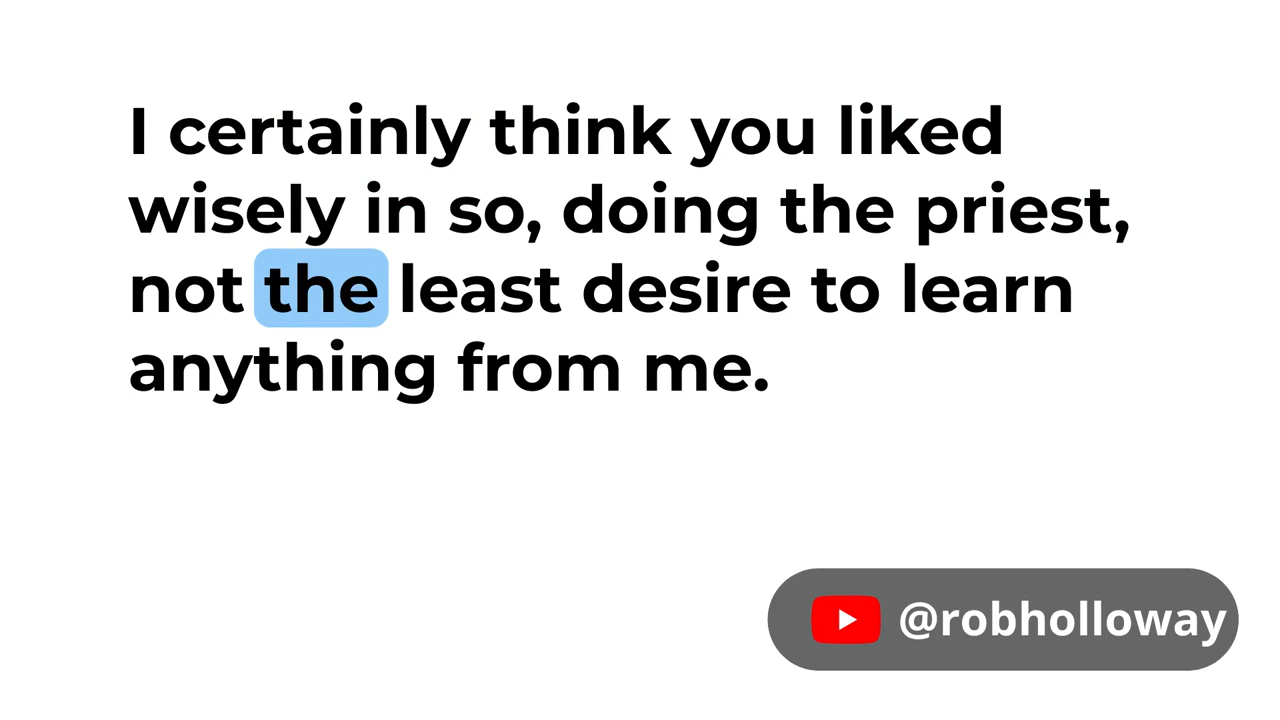 I certainly think you liked
wisely in so, doing the priest,
not the least desire to learn
anything from me.
@robholloway